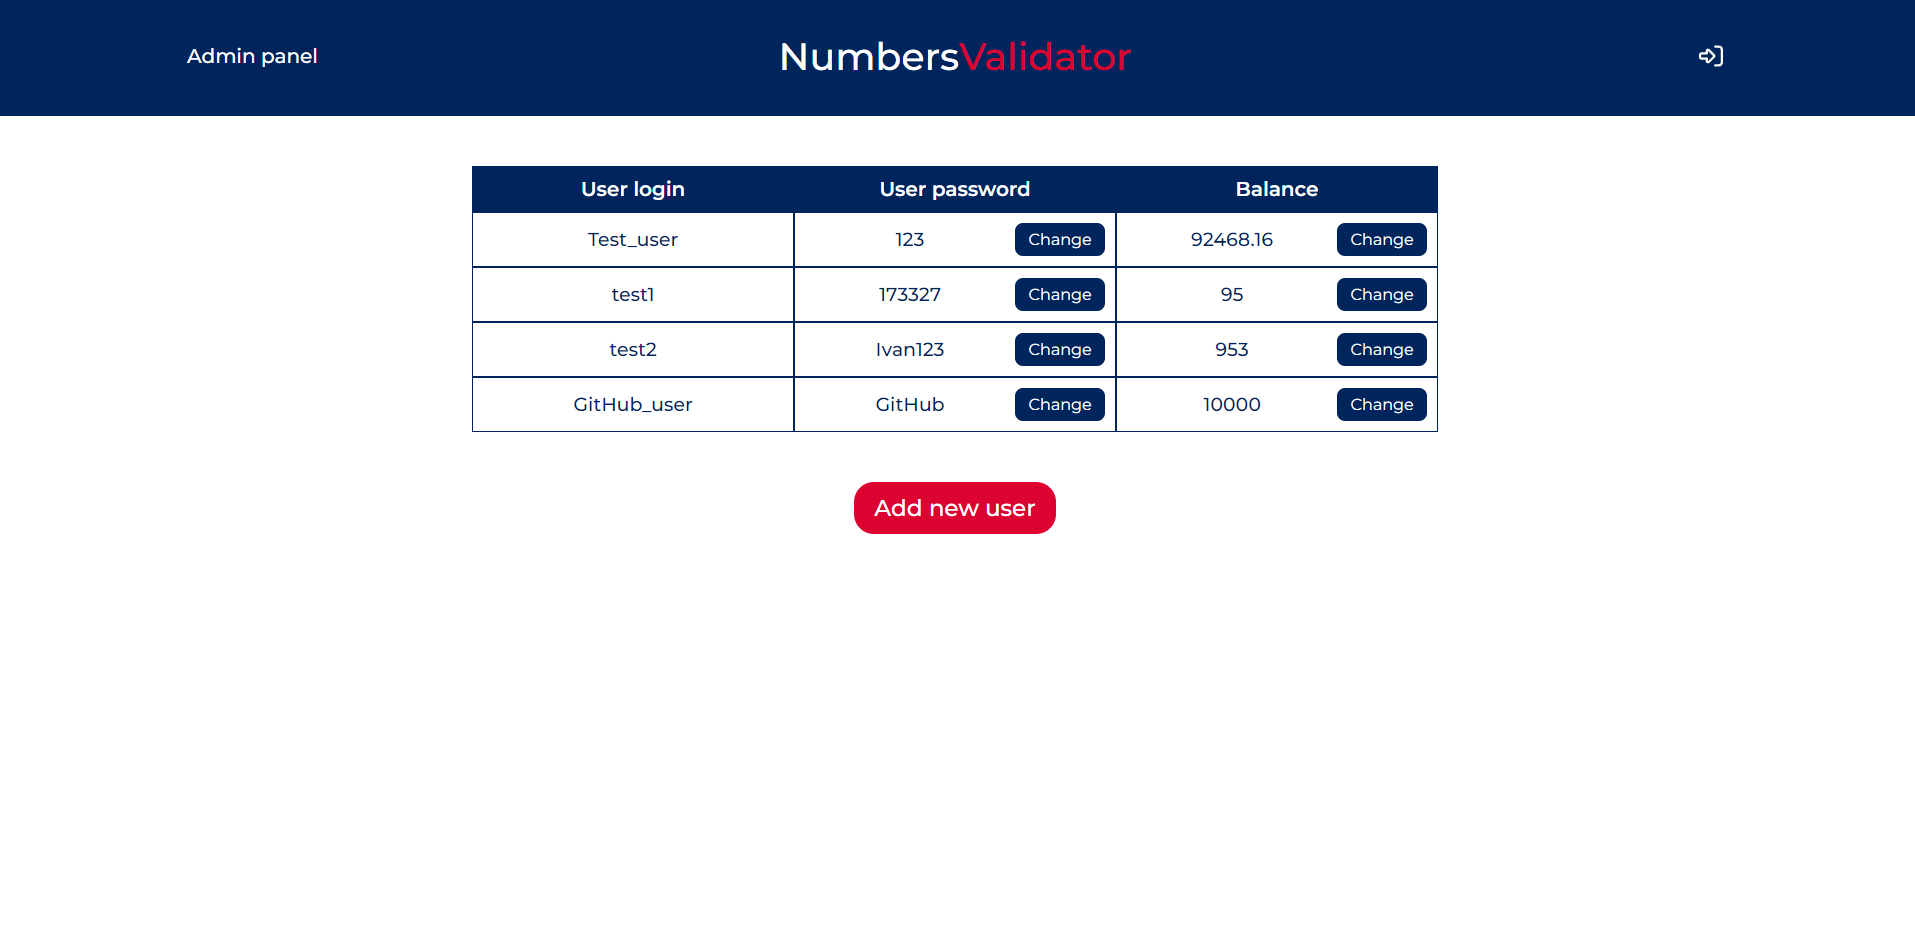 Admin panel NumbersValidator
User login User password Balance
Test_user 123 Change 92468.16 Change
test1 173327 Change 95 Change
test2 Ivan123 Change 953 Change
GitHub_user GitHub Change 10000 Change
Add new user